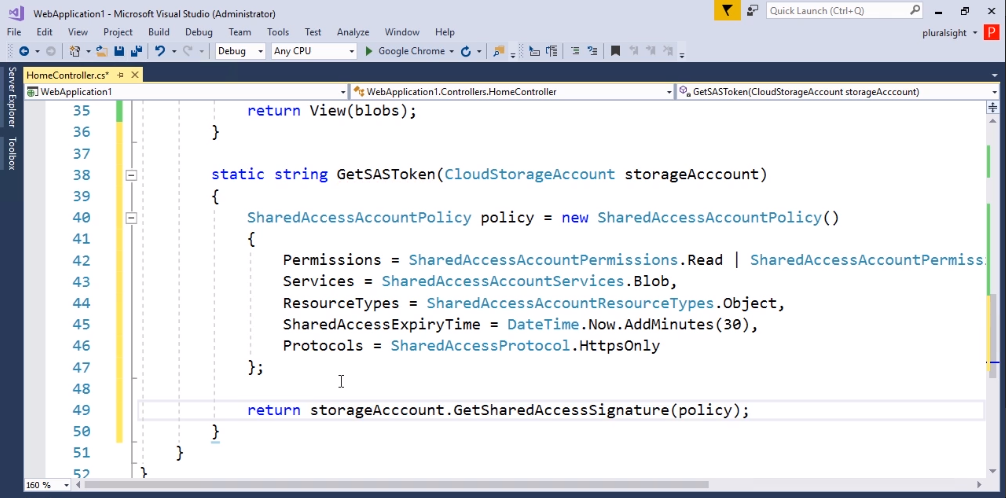 WebApplication1 - Microsoft Visual Studio (Administrator)
Quick Launch (Ctrl+Q)
File Edit View Project Build Debug Team Tools Test Analyze Window Help
pluralsight P
Debug Any CPU Google Chrome
Server Explorer
Toolbox
HomeController.cs*
WebApplication1 WebApplication1.Controllers.HomeController GetSASToken(CloudStorageAccount storageAcccount)
35 return View(blobs);
36 }
37
38 static string GetSASToken(CloudStorageAccount storageAcccount)
39 {
40 SharedAccessAccountPolicy policy = new SharedAccessAccountPolicy()
41 {
42 Permissions = SharedAccessAccountPermissions.Read | SharedAccessAccountPermiss
43 Services = SharedAccessAccountServices.Blob,
44 ResourceTypes = SharedAccessAccountResourceTypes.Object,
45 SharedAccessExpiryTime = DateTime.Now.AddMinutes(30),
46 Protocols = SharedAccessProtocol.HttpsOnly
47 };
48
49 return storageAcccount.GetSharedAccessSignature(policy);
50 }
51 }
52 }
160 %